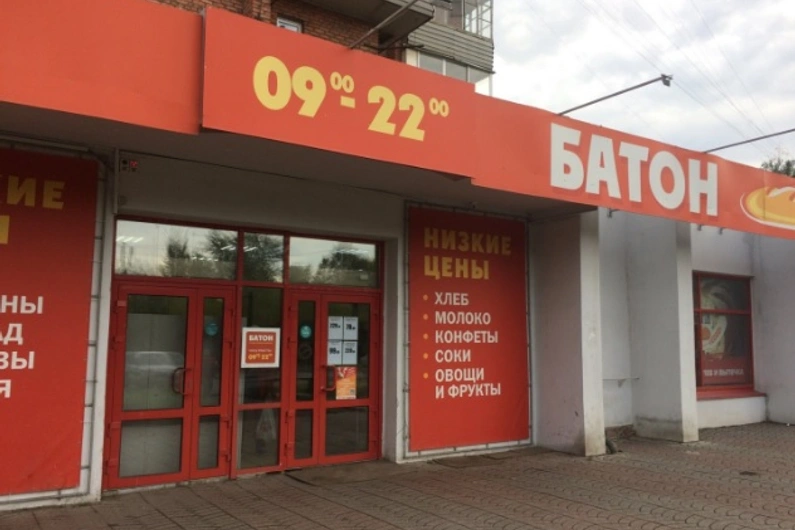 09⁰⁰ - 22⁰⁰
БАТОН
НИЗКИЕ
ЦЕНЫ
• ХЛЕБ
• МОЛОКО
• КОНФЕТЫ
• СОКИ
• ОВОЩИ
И ФРУКТЫ
БАТОН
09⁰⁰ 22⁰⁰